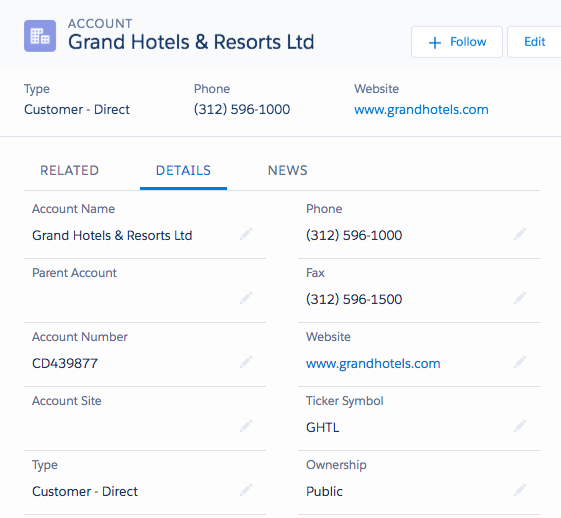 ACCOUNT
Grand Hotels & Resorts Ltd
+ Follow
Edit
Type
Phone
Website
Customer - Direct
(312) 596-1000
www.grandhotels.com
RELATED
DETAILS
NEWS
Account Name
Phone
Grand Hotels & Resorts Ltd
(312) 596-1000
Parent Account
Fax
(312) 596-1500
Account Number
Website
CD439877
www.grandhotels.com
Account Site
Ticker Symbol
GHTL
Type
Ownership
Customer - Direct
Public